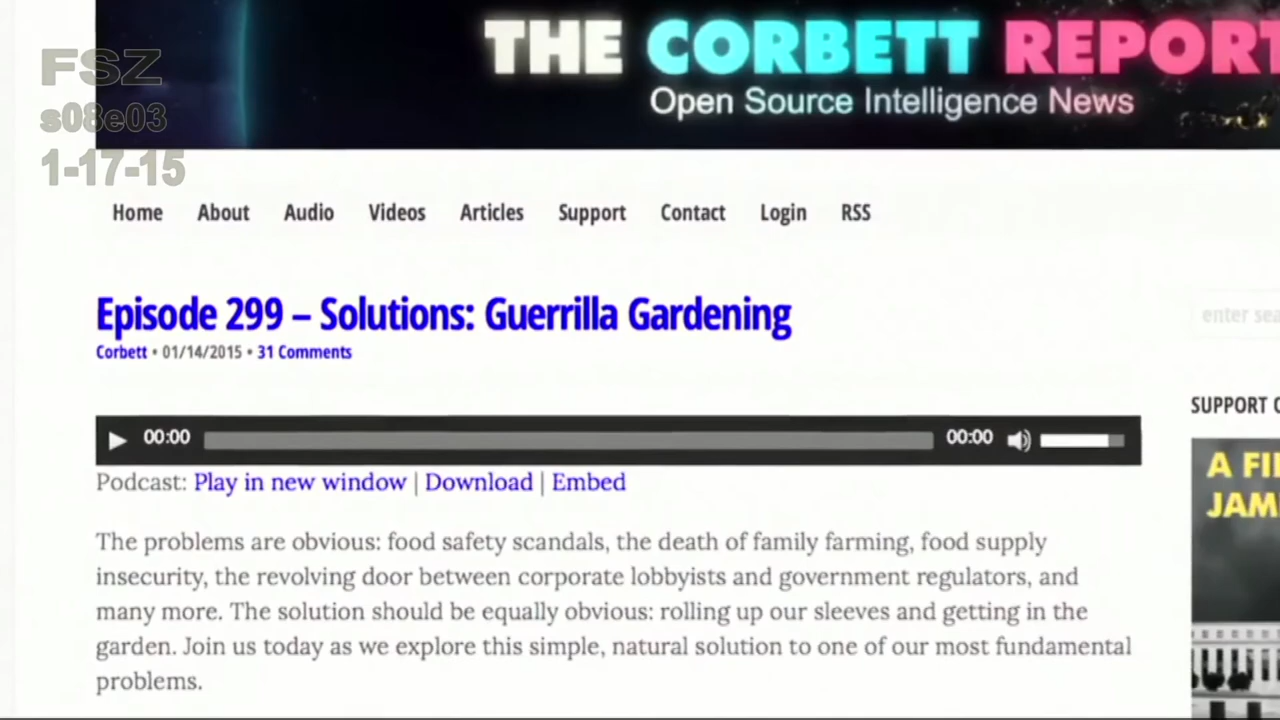 THE CORBETT REPORT
Open Source Intelligence News
FSZ
s08e03
1-17-15
Home About Audio Videos Articles Support Contact Login RSS
Episode 299 – Solutions: Guerrilla Gardening
Corbett • 01/14/2015 • 31 Comments
enter sea
00:00 00:00
Podcast: Play in new window | Download | Embed
SUPPORT
A FI
JAM
The problems are obvious: food safety scandals, the death of family farming, food supply
insecurity, the revolving door between corporate lobbyists and government regulators, and
many more. The solution should be equally obvious: rolling up our sleeves and getting in the
garden. Join us today as we explore this simple, natural solution to one of our most fundamental
problems.